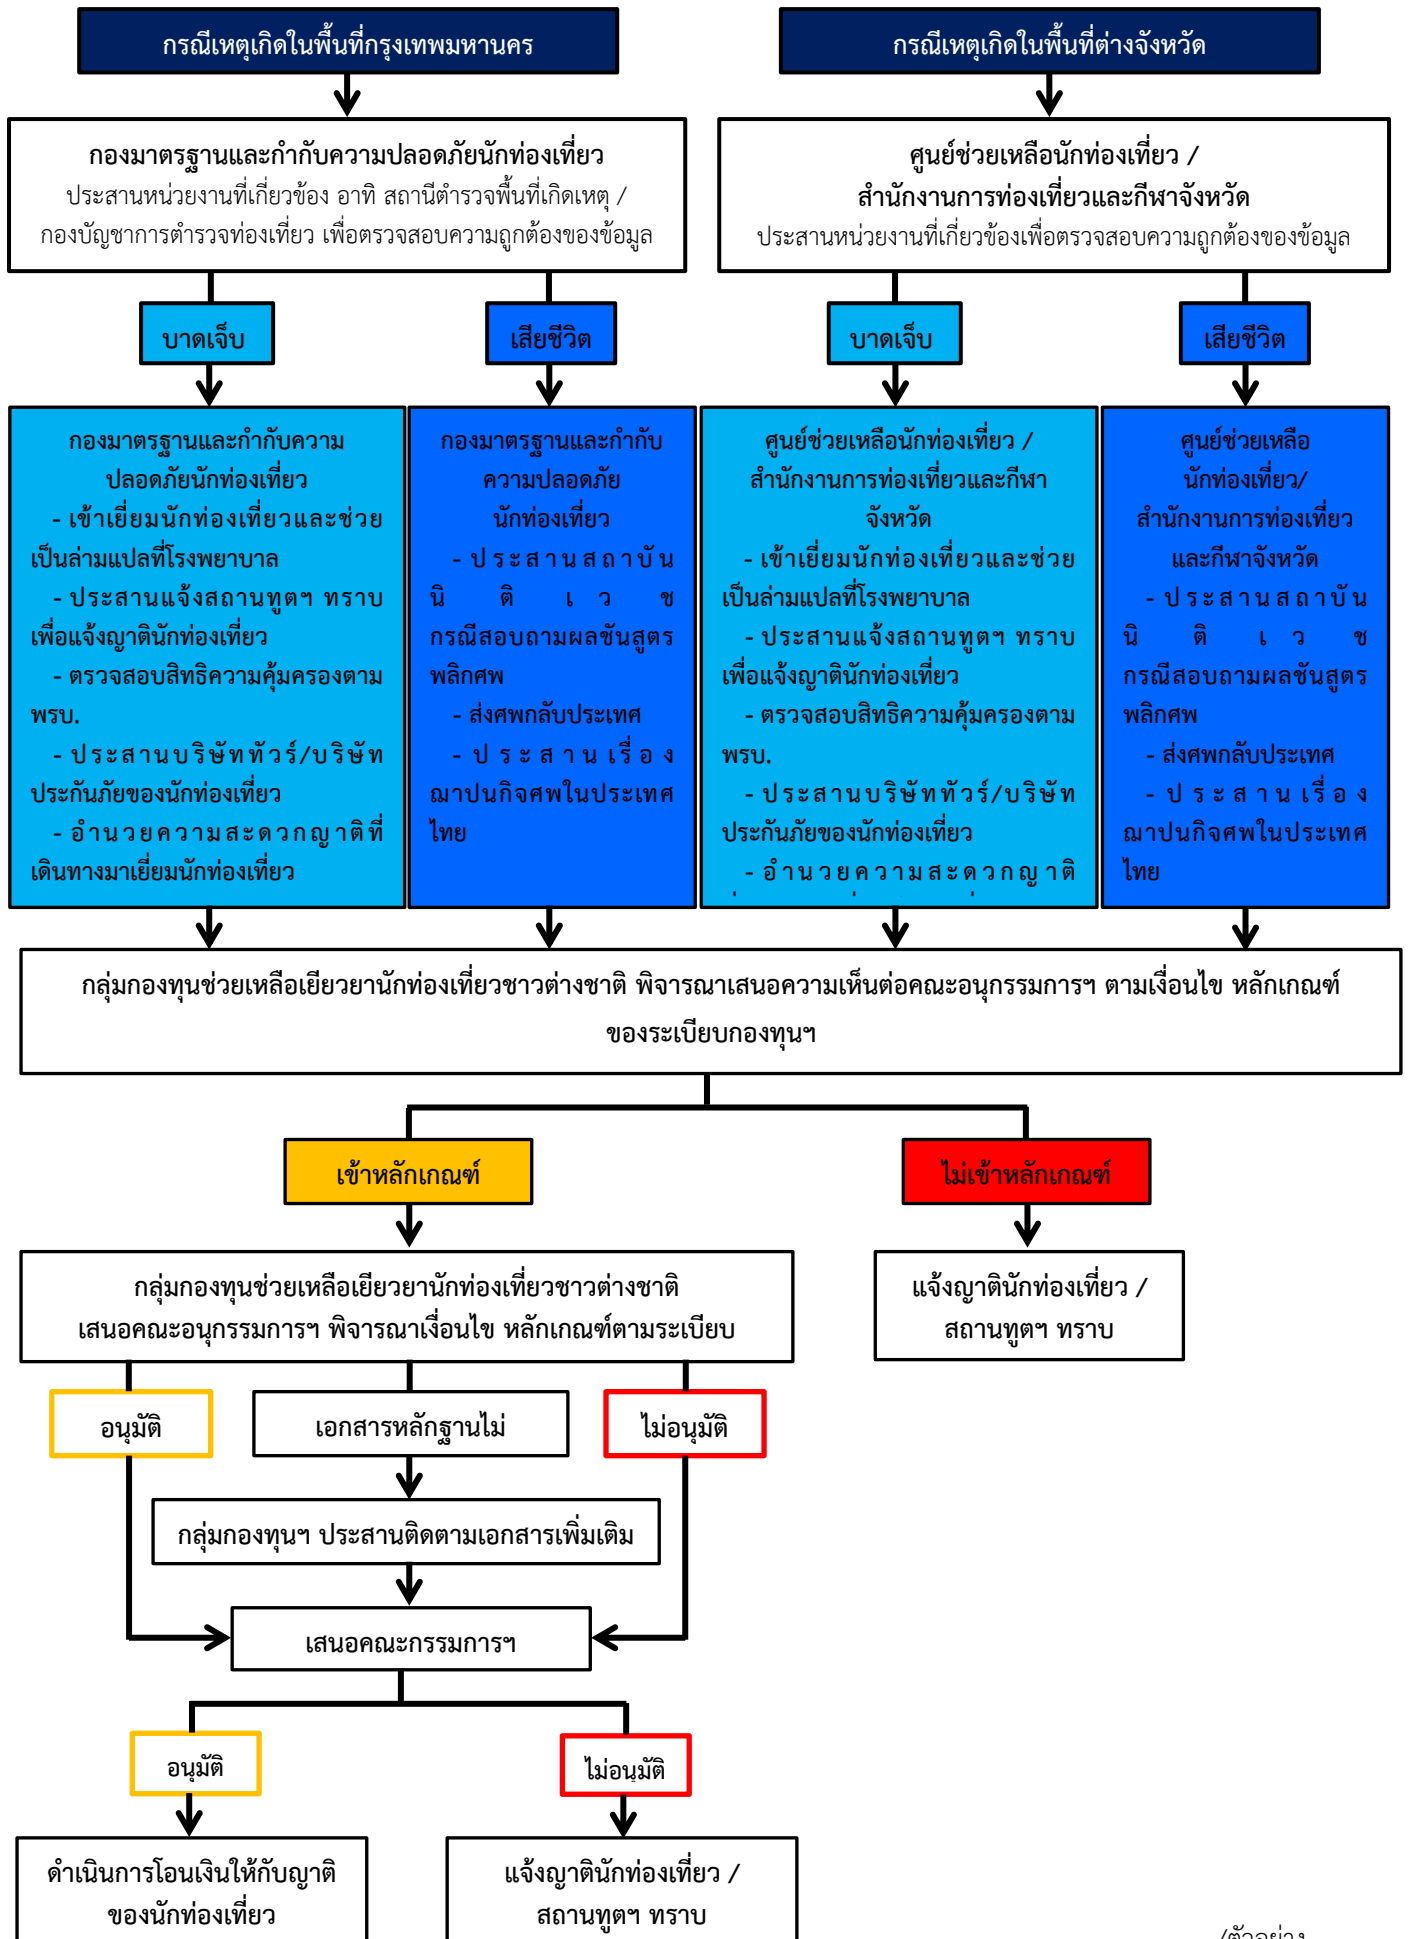 กรณีเหตุเกิดในพื้นที่กรุงเทพมหานคร
กรณีเหตุเกิดในพื้นที่ต่างจังหวัด
กองมาตรฐานและกำกับความปลอดภัยนักท่องเที่ยว
ประสานหน่วยงานที่เกี่ยวข้อง อาทิ สถานีตำรวจพื้นที่เกิดเหตุ /
กองบัญชาการตำรวจท่องเที่ยว เพื่อตรวจสอบความถูกต้องของข้อมูล
ศูนย์ช่วยเหลือนักท่องเที่ยว /
สำนักงานการท่องเที่ยวและกีฬาจังหวัด
ประสานหน่วยงานที่เกี่ยวข้องเพื่อตรวจสอบความถูกต้องของข้อมูล
บาดเจ็บ
เสียชีวิต
บาดเจ็บ
เสียชีวิต
กองมาตรฐานและกำกับความ
ปลอดภัยนักท่องเที่ยว
- เข้าเยี่ยมนักท่องเที่ยวและช่วย
เป็นล่ามแปลที่โรงพยาบาล
- ประสานแจ้งสถานทูตฯ ทราบ
เพื่อแจ้งญาตินักท่องเที่ยว
- ตรวจสอบสิทธิความคุ้มครองตาม
พรบ.
- ประสานบริษัททัวร์/บริษัท
ประกันภัยของนักท่องเที่ยว
- อำนวยความสะดวกญาติที่
เดินทางมาเยี่ยมนักท่องเที่ยว
กองมาตรฐานและกำกับ
ความปลอดภัย
นักท่องเที่ยว
- ประสานสถาบัน
นิติเวช
กรณีสอบถามผลชันสูตร
พลิกศพ
- ส่งศพกลับประเทศ
- ประสานเรื่อง
ฌาปนกิจศพในประเทศ
ไทย
ศูนย์ช่วยเหลือนักท่องเที่ยว /
สำนักงานการท่องเที่ยวและกีฬา
จังหวัด
- เข้าเยี่ยมนักท่องเที่ยวและช่วย
เป็นล่ามแปลที่โรงพยาบาล
- ประสานแจ้งสถานทูตฯ ทราบ
เพื่อแจ้งญาตินักท่องเที่ยว
- ตรวจสอบสิทธิความคุ้มครองตาม
พรบ.
- ประสานบริษัททัวร์/บริษัท
ประกันภัยของนักท่องเที่ยว
- อำนวยความสะดวกญาติ
ศูนย์ช่วยเหลือ
นักท่องเที่ยว/
สำนักงานการท่องเที่ยว
และกีฬาจังหวัด
- ประสานสถาบัน
นิติเวช
กรณีสอบถามผลชันสูตร
พลิกศพ
- ส่งศพกลับประเทศ
- ประสานเรื่อง
ฌาปนกิจศพในประเทศ
ไทย
กลุ่มกองทุนช่วยเหลือเยียวยานักท่องเที่ยวชาวต่างชาติ พิจารณาเสนอความเห็นต่อคณะอนุกรรมการฯ ตามเงื่อนไข หลักเกณฑ์
ของระเบียบกองทุนฯ
เข้าหลักเกณฑ์
ไม่เข้าหลักเกณฑ์
กลุ่มกองทุนช่วยเหลือเยียวยานักท่องเที่ยวชาวต่างชาติ
เสนอคณะอนุกรรมการฯ พิจารณาเงื่อนไข หลักเกณฑ์ตามระเบียบ
แจ้งญาตินักท่องเที่ยว /
สถานทูตฯ ทราบ
อนุมัติ
เอกสารหลักฐานไม่
ไม่อนุมัติ
กลุ่มกองทุนฯ ประสานติดตามเอกสารเพิ่มเติม
เสนอคณะกรรมการฯ
อนุมัติ
ไม่อนุมัติ
ดำเนินการโอนเงินให้กับญาติ
ของนักท่องเที่ยว
แจ้งญาตินักท่องเที่ยว /
สถานทูตฯ ทราบ
/ตัวอย่าง